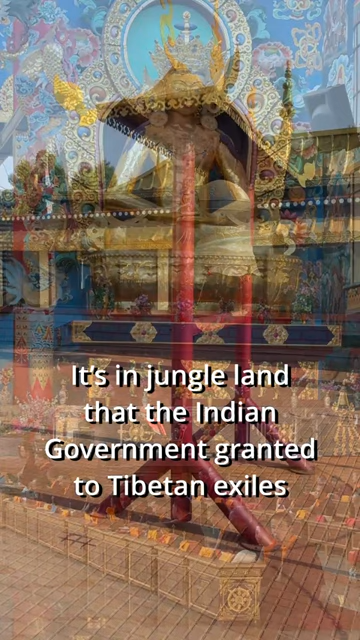 It's in jungle land
that the Indian
Government granted
to Tibetan exiles